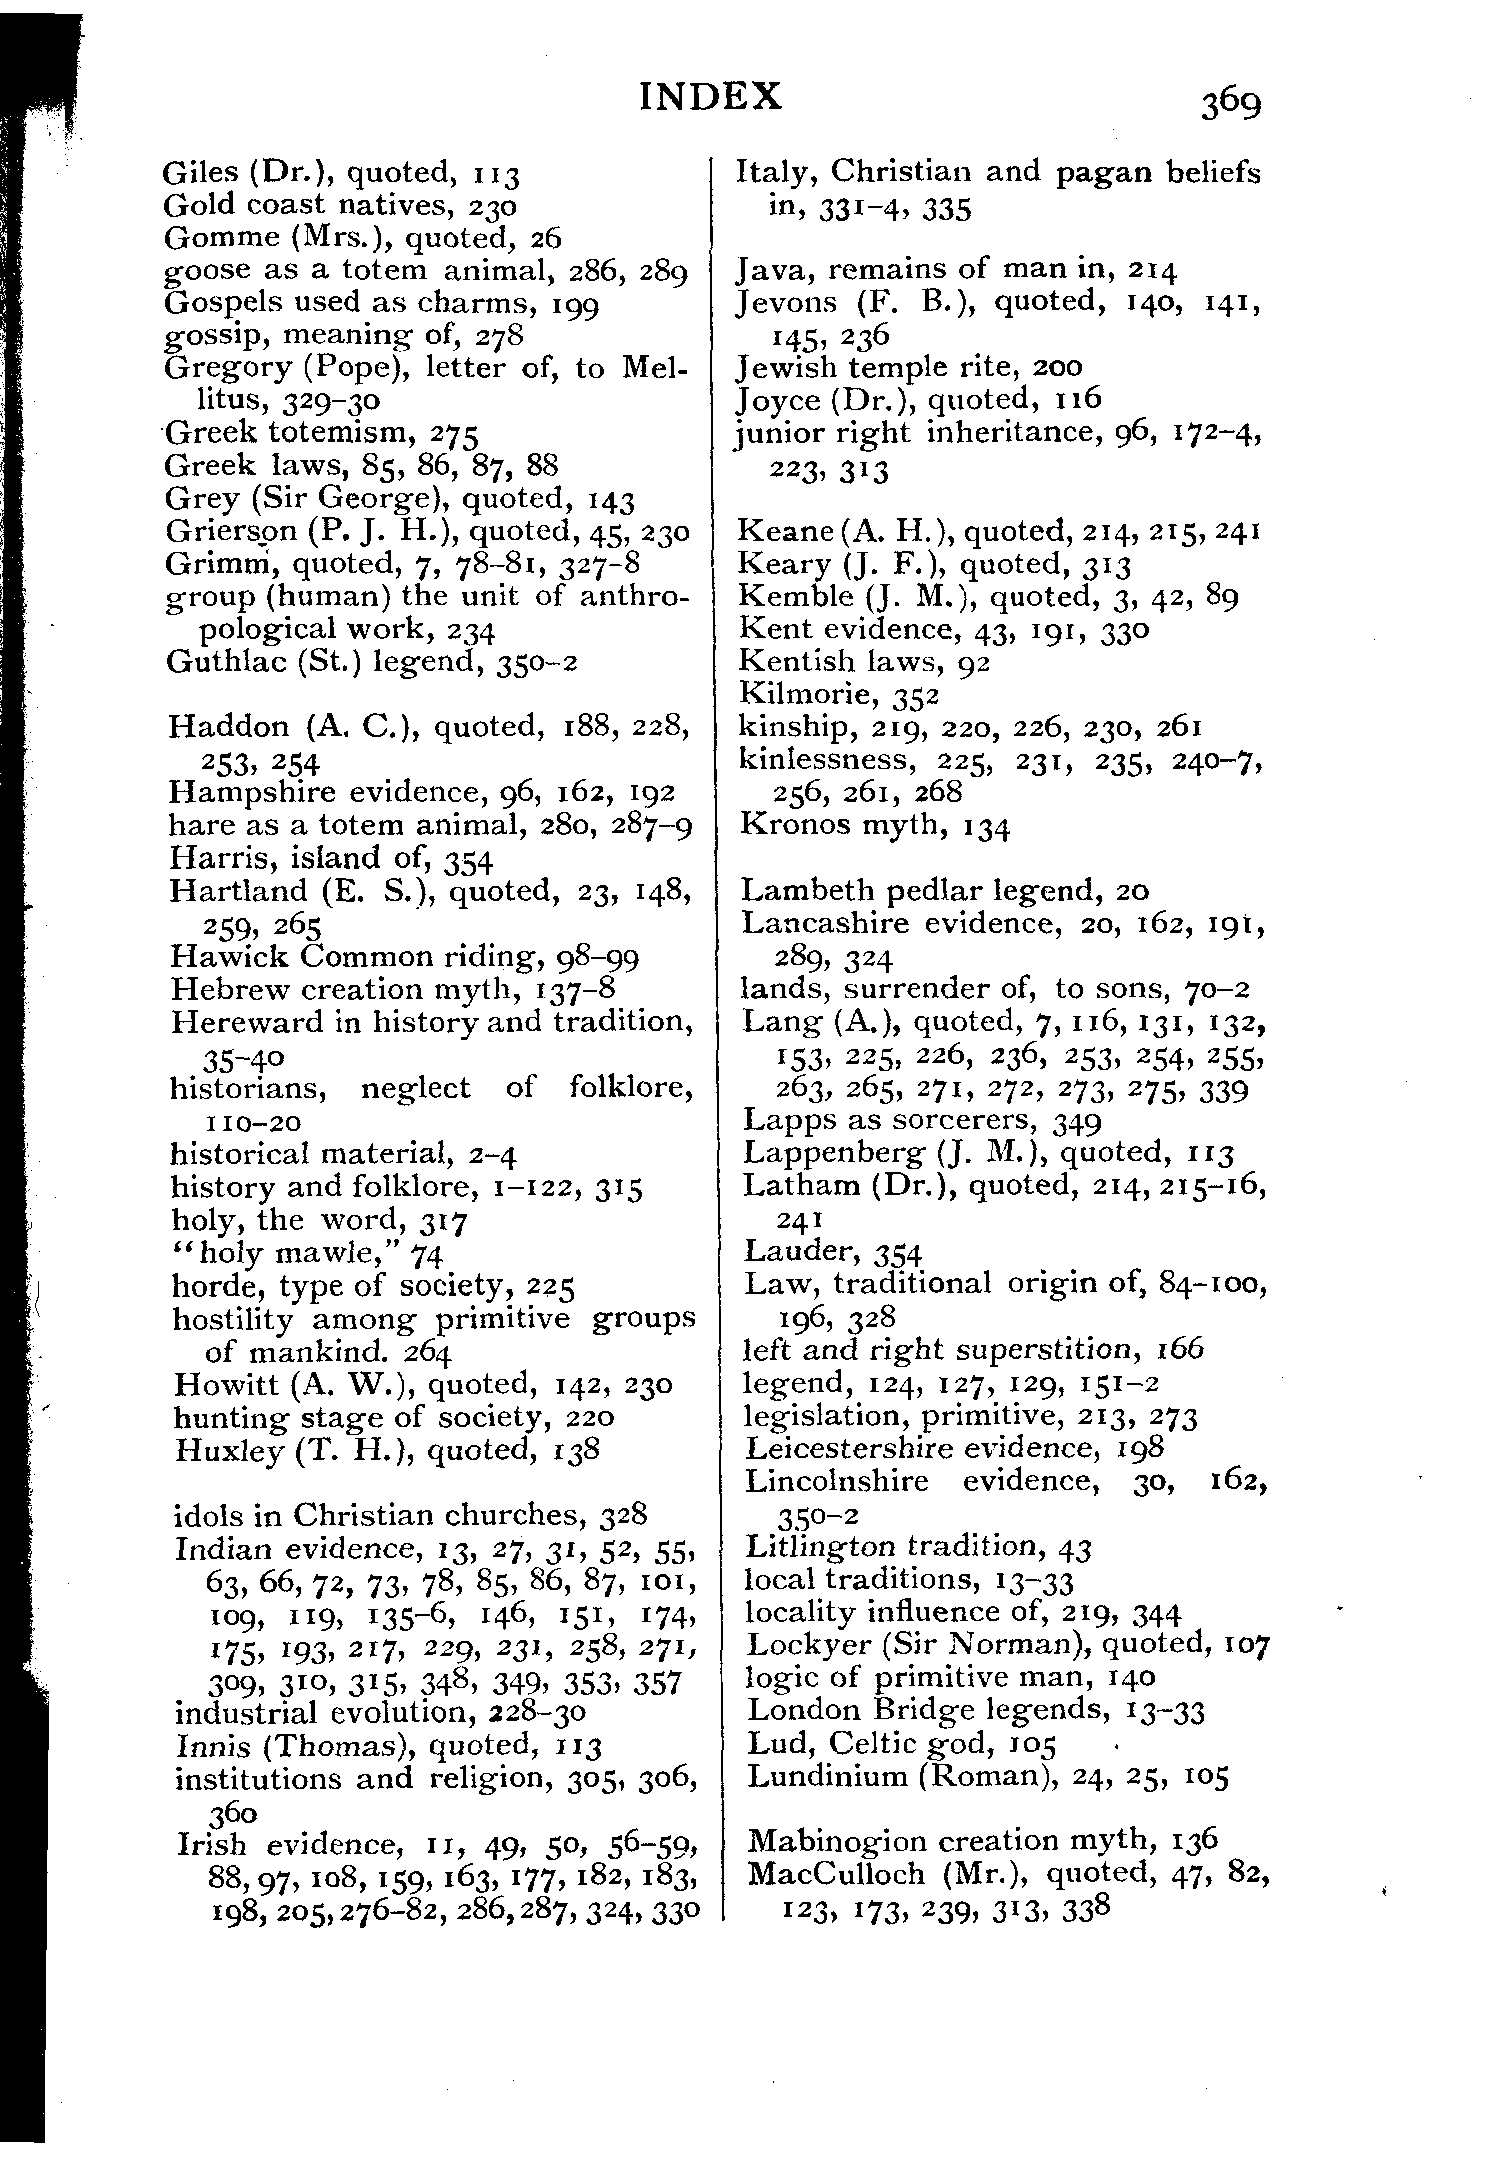 INDEX 369
Giles (Dr.), quoted, 113
Gold coast natives, 230
Gomme (Mrs.), quoted, 26
goose as a totem animal, 286, 289
Gospels used as charms, 199
gossip, meaning of, 278
Gregory (Pope), letter of, to Mel-
litus, 329–30
Greek totemism, 275
Greek laws, 85, 86, 87, 88
Grey (Sir George), quoted, 143
Grierson (P. J. H.), quoted, 45, 230
Grimm, quoted, 7, 78–81, 327–8
group (human) the unit of anthro-
pological work, 234
Guthlac (St.) legend, 350–2
Haddon (A. C.), quoted, 188, 228,
253, 254
Hampshire evidence, 96, 162, 192
hare as a totem animal, 280, 287–9
Harris, island of, 354
Hartland (E. S.), quoted, 23, 148,
259, 265
Hawick Common riding, 98–99
Hebrew creation myth, 137–8
Hereward in history and tradition,
35–40
historians, neglect of folklore,
110–20
historical material, 2–4
history and folklore, 1–122, 315
holy, the word, 317
“holy mawle,” 74
horde, type of society, 225
hostility among primitive groups
of mankind. 264
Howitt (A. W.), quoted, 142, 230
hunting stage of society, 220
Huxley (T. H.), quoted, 138
idols in Christian churches, 328
Indian evidence, 13, 27, 31, 52, 55,
63, 66, 72, 73, 78, 85, 86, 87, 101,
109, 119, 135–6, 146, 151, 174,
175, 193, 217, 229, 231, 258, 271,
309, 310, 315, 348, 349, 353, 357
industrial evolution, 228–30
Innis (Thomas), quoted, 113
institutions and religion, 305, 306,
360
Irish evidence, 11, 49, 50, 56–59,
88, 97, 108, 159, 163, 177, 182, 183,
198, 205, 276–82, 286, 287, 324, 330
Italy, Christian and pagan beliefs
in, 331–4, 335
Java, remains of man in, 214
Jevons (F. B.), quoted, 140, 141,
145, 236
Jewish temple rite, 200
Joyce (Dr.), quoted, 116
junior right inheritance, 96, 172–4,
223, 313
Keane (A. H.), quoted, 214, 215, 241
Keary (J. F.), quoted, 313
Kemble (J. M.), quoted, 3, 42, 89
Kent evidence, 43, 191, 330
Kentish laws, 92
Kilmorie, 352
kinship, 219, 220, 226, 230, 261
kinlessness, 225, 231, 235, 240–7,
256, 261, 268
Kronos myth, 134
Lambeth pedlar legend, 20
Lancashire evidence, 20, 162, 191,
289, 324
lands, surrender of, to sons, 70–2
Lang (A.), quoted, 7, 116, 131, 132,
153, 225, 226, 236, 253, 254, 255,
263, 265, 271, 272, 273, 275, 339
Lapps as sorcerers, 349
Lappenberg (J. M.), quoted, 113
Latham (Dr.), quoted, 214, 215–16,
241
Lauder, 354
Law, traditional origin of, 84–100,
196, 328
left and right superstition, 166
legend, 124, 127, 129, 151–2
legislation, primitive, 213, 273
Leicestershire evidence, 198
Lincolnshire evidence, 30, 162,
350–2
Litlington tradition, 43
local traditions, 13–33
locality influence of, 219, 344
Lockyer (Sir Norman), quoted, 107
logic of primitive man, 140
London Bridge legends, 13–33
Lud, Celtic god, 105
Lundinium (Roman), 24, 25, 105
Mabinogion creation myth, 136
MacCulloch (Mr.), quoted, 47, 82,
123, 173, 239, 313, 338